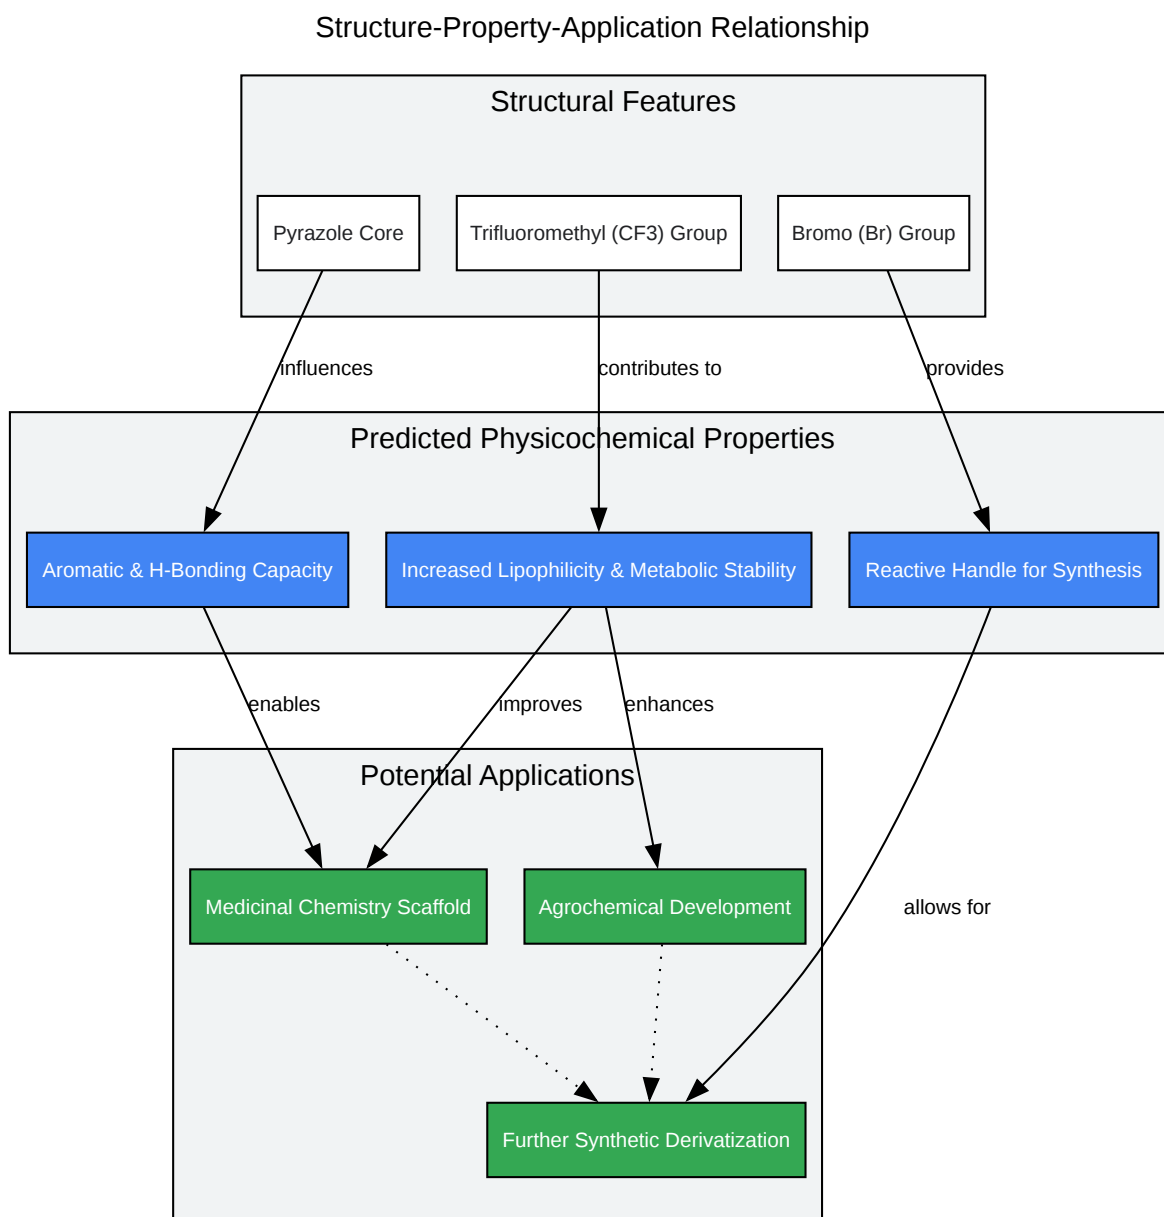 Structure-Property-Application Relationship
Structural Features
Pyrazole Core
Trifluoromethyl (CF3) Group
Bromo (Br) Group
influences
contributes to
provides
Predicted Physicochemical Properties
Aromatic & H-Bonding Capacity
Increased Lipophilicity & Metabolic Stability
Reactive Handle for Synthesis
enables
improves
enhances
Potential Applications
Medicinal Chemistry Scaffold
Agrochemical Development
allows for
Further Synthetic Derivatization